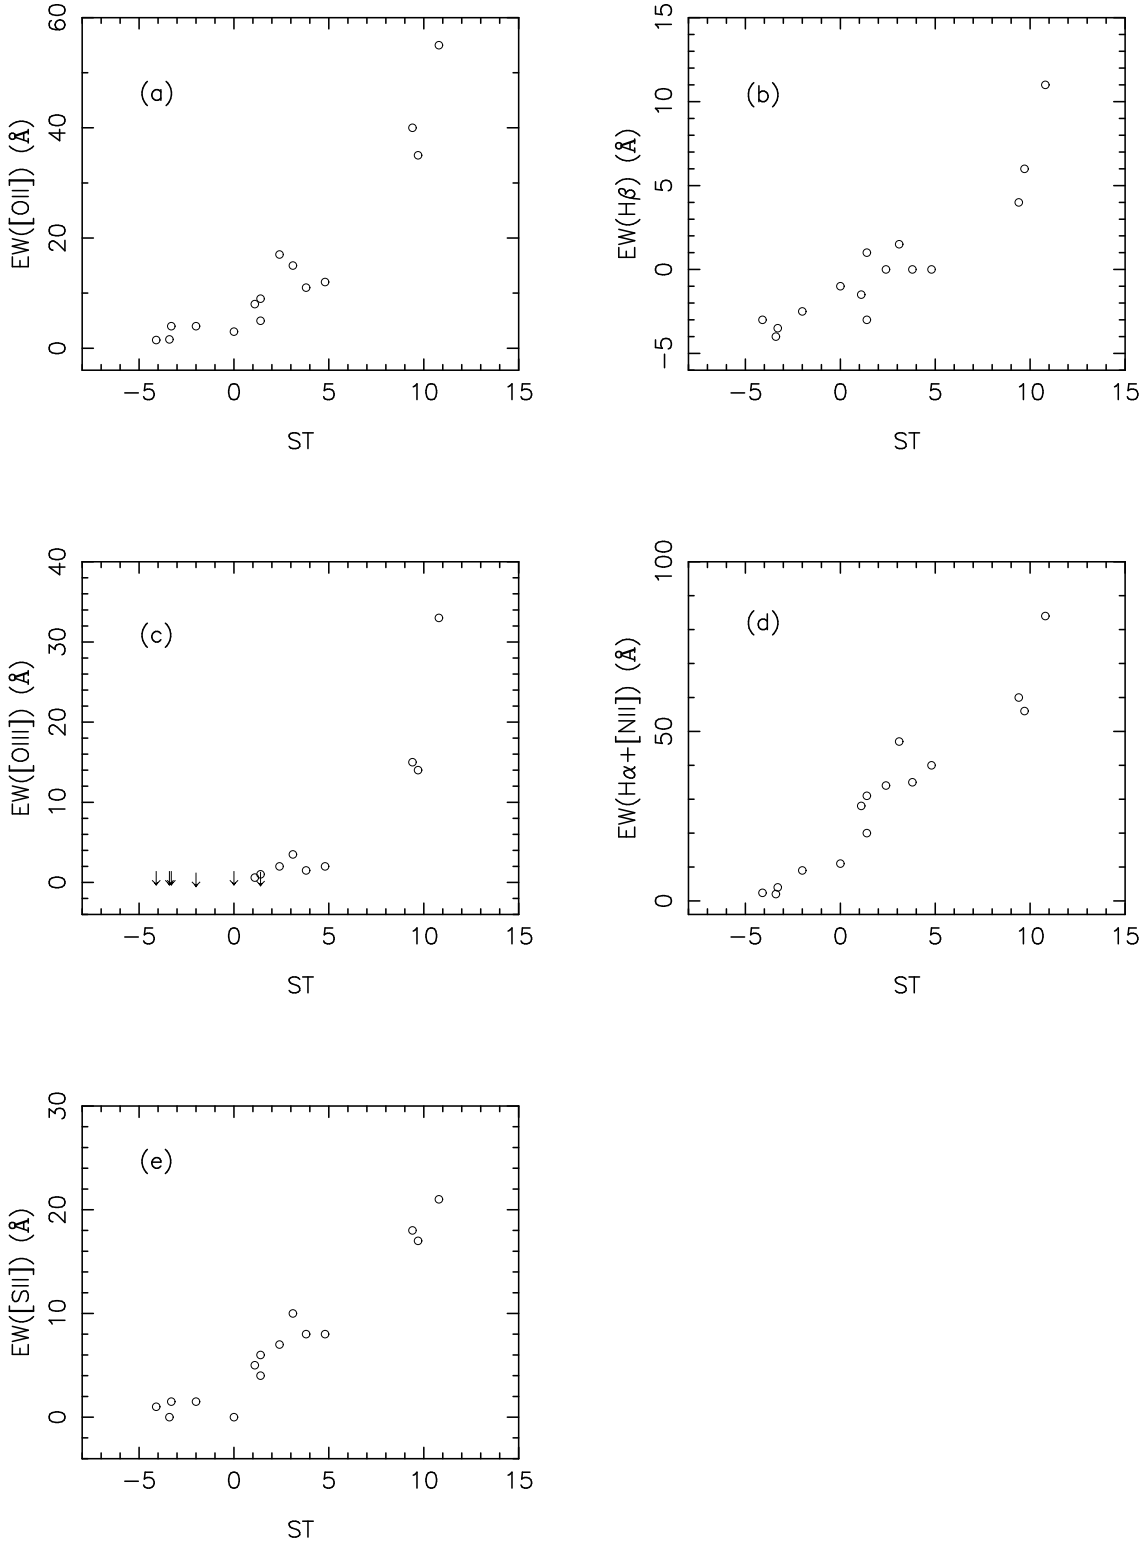 60
40
20
0
EW([OII]) (Å)
(a)
−5 0 5 10 15
ST
15
10
5
0
−5
EW(Hβ) (Å)
(b)
−5 0 5 10 15
ST
40
30
20
10
0
EW([OIII]) (Å)
(c)
−5 0 5 10 15
ST
100
50
0
EW(Hα+[NII]) (Å)
(d)
−5 0 5 10 15
ST
30
20
10
0
EW([SII]) (Å)
(e)
−5 0 5 10 15
ST